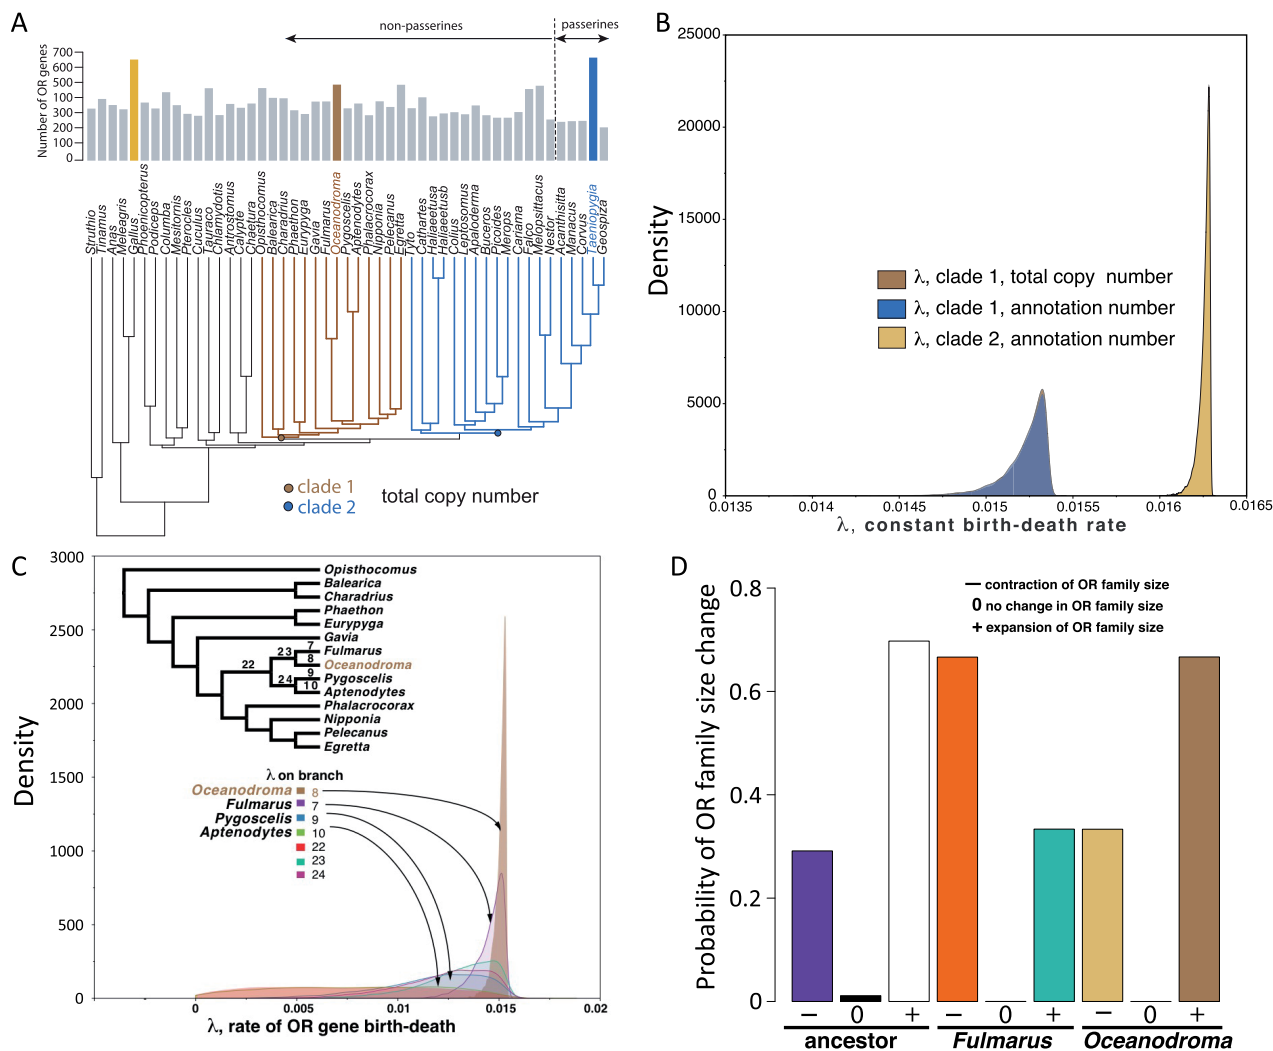 A
non-passerines
passerines
Number of OR genes
700
600
500
400
300
200
100
0
Struthio
Tinamus
Anas
Meleagris
Gallus
Phoenicopterus
Podiceps
Columba
Mesitornis
Pterocles
Cuculus
Tauraco
Chlamydotis
Antrostomus
Calypte
Chaetura
Opisthocomus
Balearica
Charadrius
Phaethon
Eurypyga
Gavia
Fulmarus
Oceanodroma
Pygoscelis
Aptenodytes
Phalacrocorax
Nipponia
Pelecanus
Egretta
Tyto
Cathartes
Haliaeetusa
Haliaeetusb
Colius
Leptosomus
Apaloderma
Buceros
Picoides
Merops
Cariama
Falco
Melopsittacus
Nestor
Acanthisitta
Manacus
Corvus
Taeniopygia
Geospiza
clade 1
clade 2
total copy number
B
Density
25000
20000
15000
10000
5000
0
λ, clade 1, total copy number
λ, clade 1, annotation number
λ, clade 2, annotation number
0.0135
0.014
0.0145
0.015
0.0155
0.016
0.0165
λ, constant birth-death rate
C
Density
3000
2500
2000
1500
1000
500
0
Opisthocomus
Balearica
Charadrius
Phaethon
Eurypyga
Gavia
7
23
Fulmarus
8
22
Oceanodroma
9
24
Pygoscelis
10
Aptenodytes
Phalacrocorax
Nipponia
Pelecanus
Egretta
λ on branch
Oceanodroma 8
Fulmarus 7
Pygoscelis 9
Aptenodytes 10
22
23
24
0
0.005
0.01
0.015
0.02
λ, rate of OR gene birth-death
D
Probability of OR family size change
0.8
0.6
0.4
0.2
0
− contraction of OR family size
0 no change in OR family size
+ expansion of OR family size
− 0 + − 0 + − 0 +
ancestor Fulmarus Oceanodroma